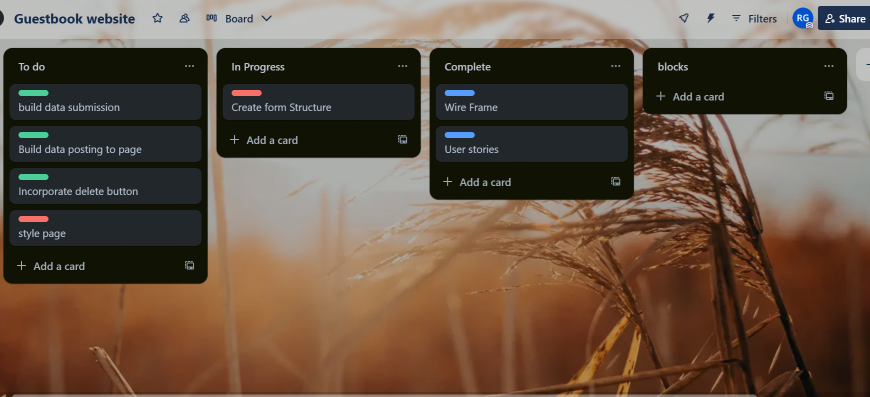 Guestbook website
Board
Filters
RG
Share
To do
build data submission
Build data posting to page
Incorporate delete button
style page
Add a card
In Progress
Create form Structure
Add a card
Complete
Wire Frame
User stories
Add a card
blocks
Add a card